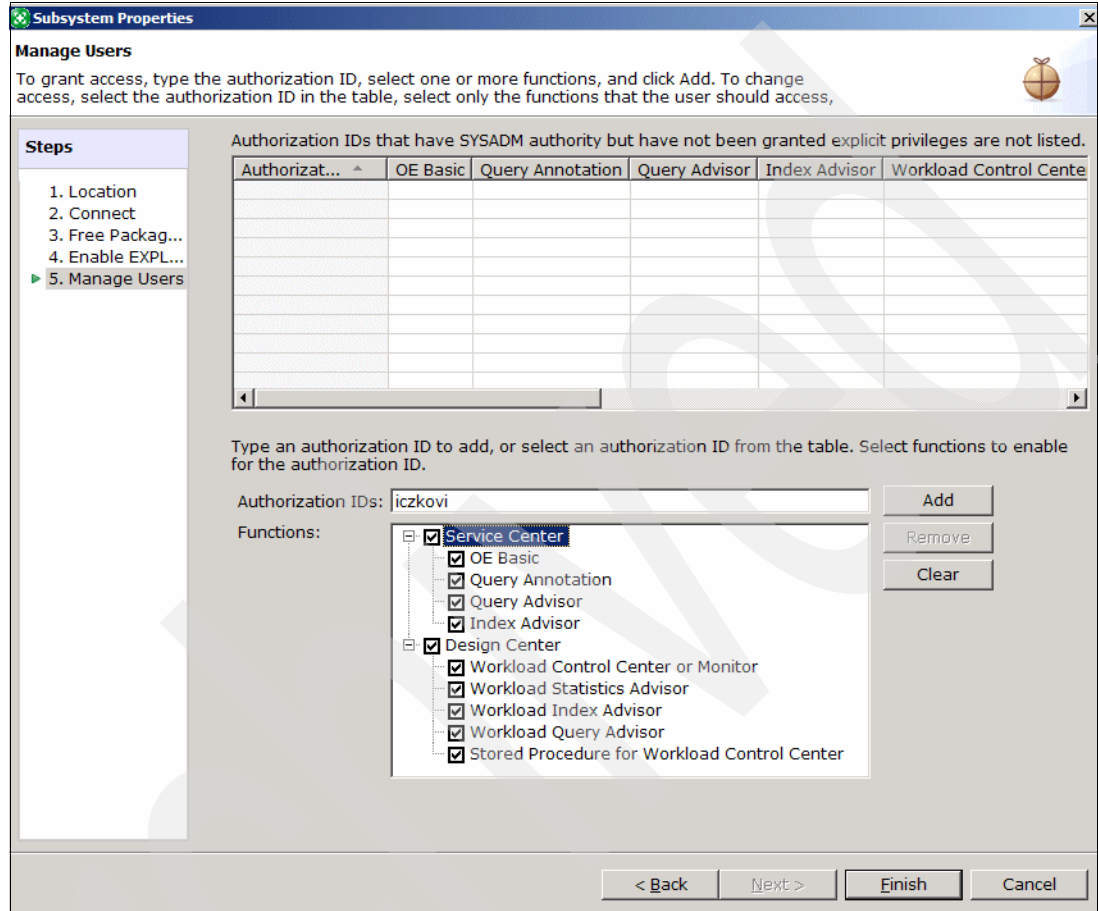 Subsystem Properties
Manage Users
To grant access, type the authorization ID, select one or more functions, and click Add. To change
access, select the authorization ID in the table, select only the functions that the user should access,
Steps
1. Location
2. Connect
3. Free Packag...
4. Enable EXPL...
5. Manage Users
Authorization IDs that have SYSADM authority but have not been granted explicit privileges are not listed.
Authorizat... OE Basic Query Annotation Query Advisor Index Advisor Workload Control Cente
Type an authorization ID to add, or select an authorization ID from the table. Select functions to enable
for the authorization ID.
Authorization IDs: iczkovi Add
Functions: Remove
Clear
Service Center
OE Basic
Query Annotation
Query Advisor
Index Advisor
Design Center
Workload Control Center or Monitor
Workload Statistics Advisor
Workload Index Advisor
Workload Query Advisor
Stored Procedure for Workload Control Center
< Back Next > Finish Cancel